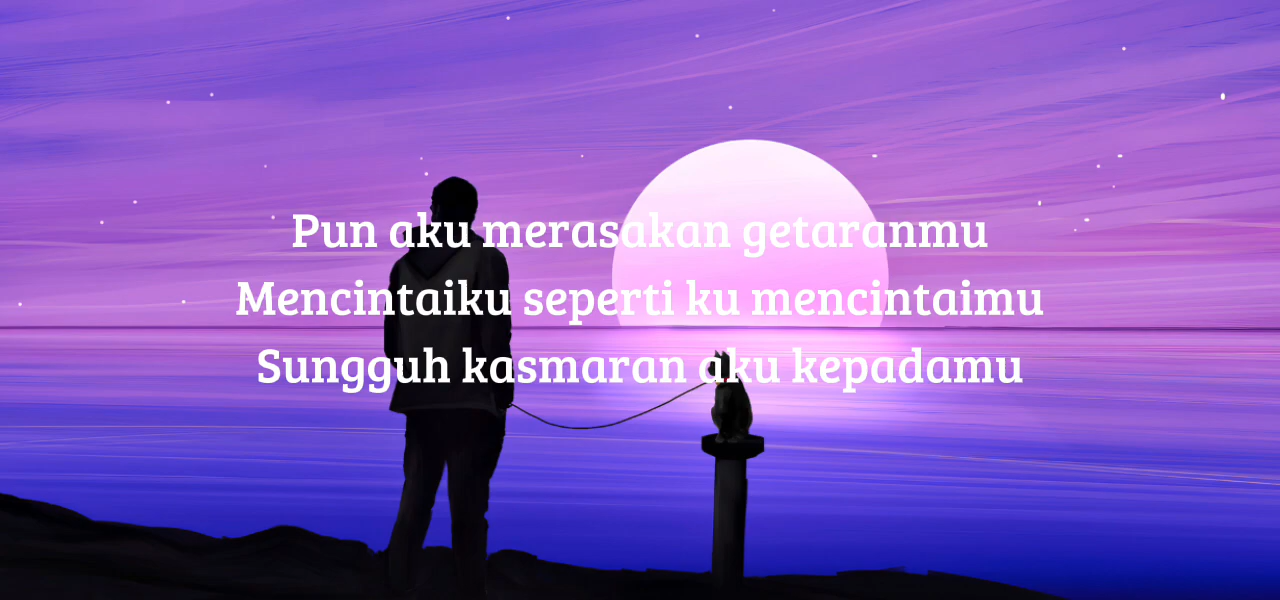 Pun aku merasakan getaranmu
Mencintaiku seperti ku mencintaimu
Sungguh kasmaran aku kepadamu